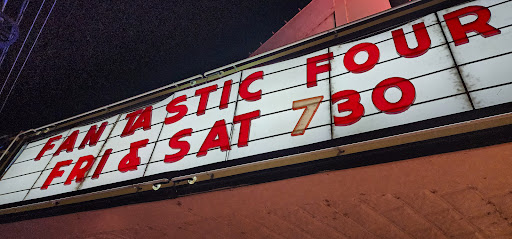 FANTASTIC FOUR
FRI & SAT 730